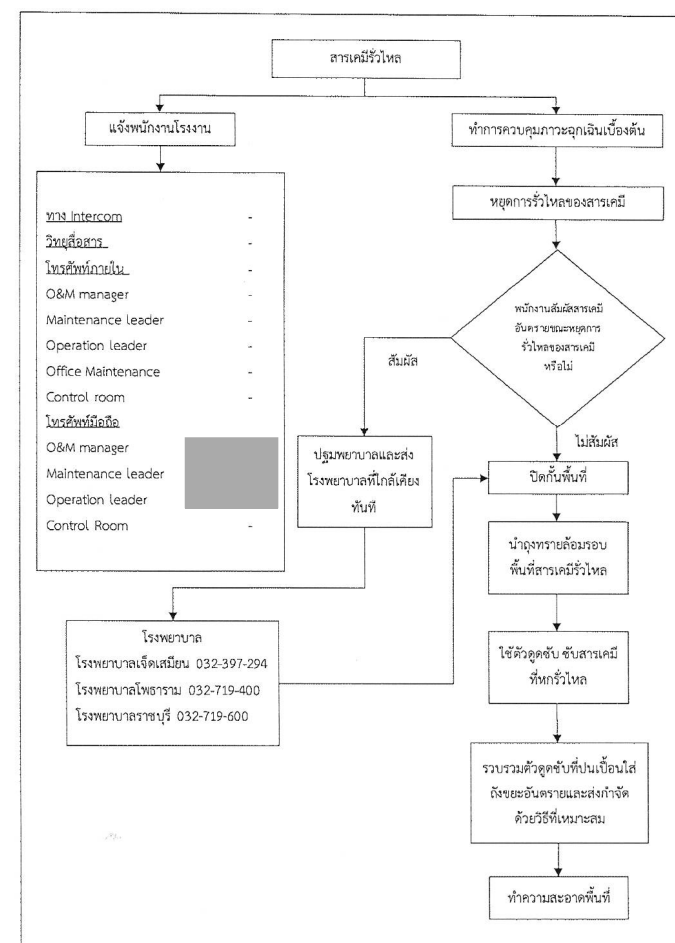 สารเคมีรั่วไหล
แจ้งพนักงานโรงงาน
ทำการควบคุมภาวะฉุกเฉินเบื้องต้น
ทาง Intercom -
วิทยุสื่อสาร -
โทรศัพท์ภายใน -
O&M manager -
Maintenance leader -
Operation leader -
Office Maintenance -
Control room -
โทรศัพท์มือถือ
O&M manager
Maintenance leader
Operation leader
Control Room -
หยุดการรั่วไหลของสารเคมี
พนักงานสัมผัสสารเคมี
อันตรายขณะหยุดการ
รั่วไหลของสารเคมี
หรือไม่
สัมผัส
ไม่สัมผัส
ปฐมพยาบาลและส่ง
โรงพยาบาลที่ใกล้เคียง
ทันที
โรงพยาบาล
โรงพยาบาลเจ็ดเสมียน 032-397-294
โรงพยาบาลโพธาราม 032-719-400
โรงพยาบาลราชบุรี 032-719-600
ปิดกั้นพื้นที่
นำถุงทรายล้อมรอบ
พื้นที่สารเคมีรั่วไหล
ใช้ตัวดูดซับ ซับสารเคมี
ที่หกรั่วไหล
รวบรวมตัวดูดซับที่ปนเปื้อนใส่
ถังขยะอันตรายและส่งกำจัด
ด้วยวิธีที่เหมาะสม
ทำความสะอาดพื้นที่